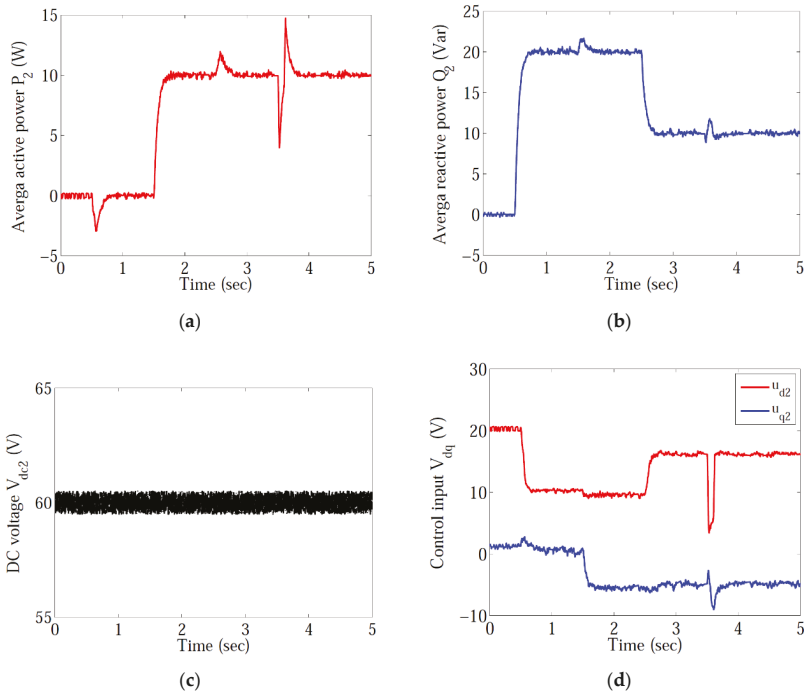 15
10
5
0
−5
0 1 2 3 4 5
Averga active power P2 (W)
Time (sec)
(a)
25
20
15
10
5
0
−5
0 1 2 3 4 5
Averga reactive power Q2 (Var)
Time (sec)
(b)
65
60
55
0 1 2 3 4 5
DC voltage Vdc2 (V)
Time (sec)
(c)
30
20
10
0
−10
0 1 2 3 4 5
Control input Vdq (V)
Time (sec)
ud2
uq2
(d)